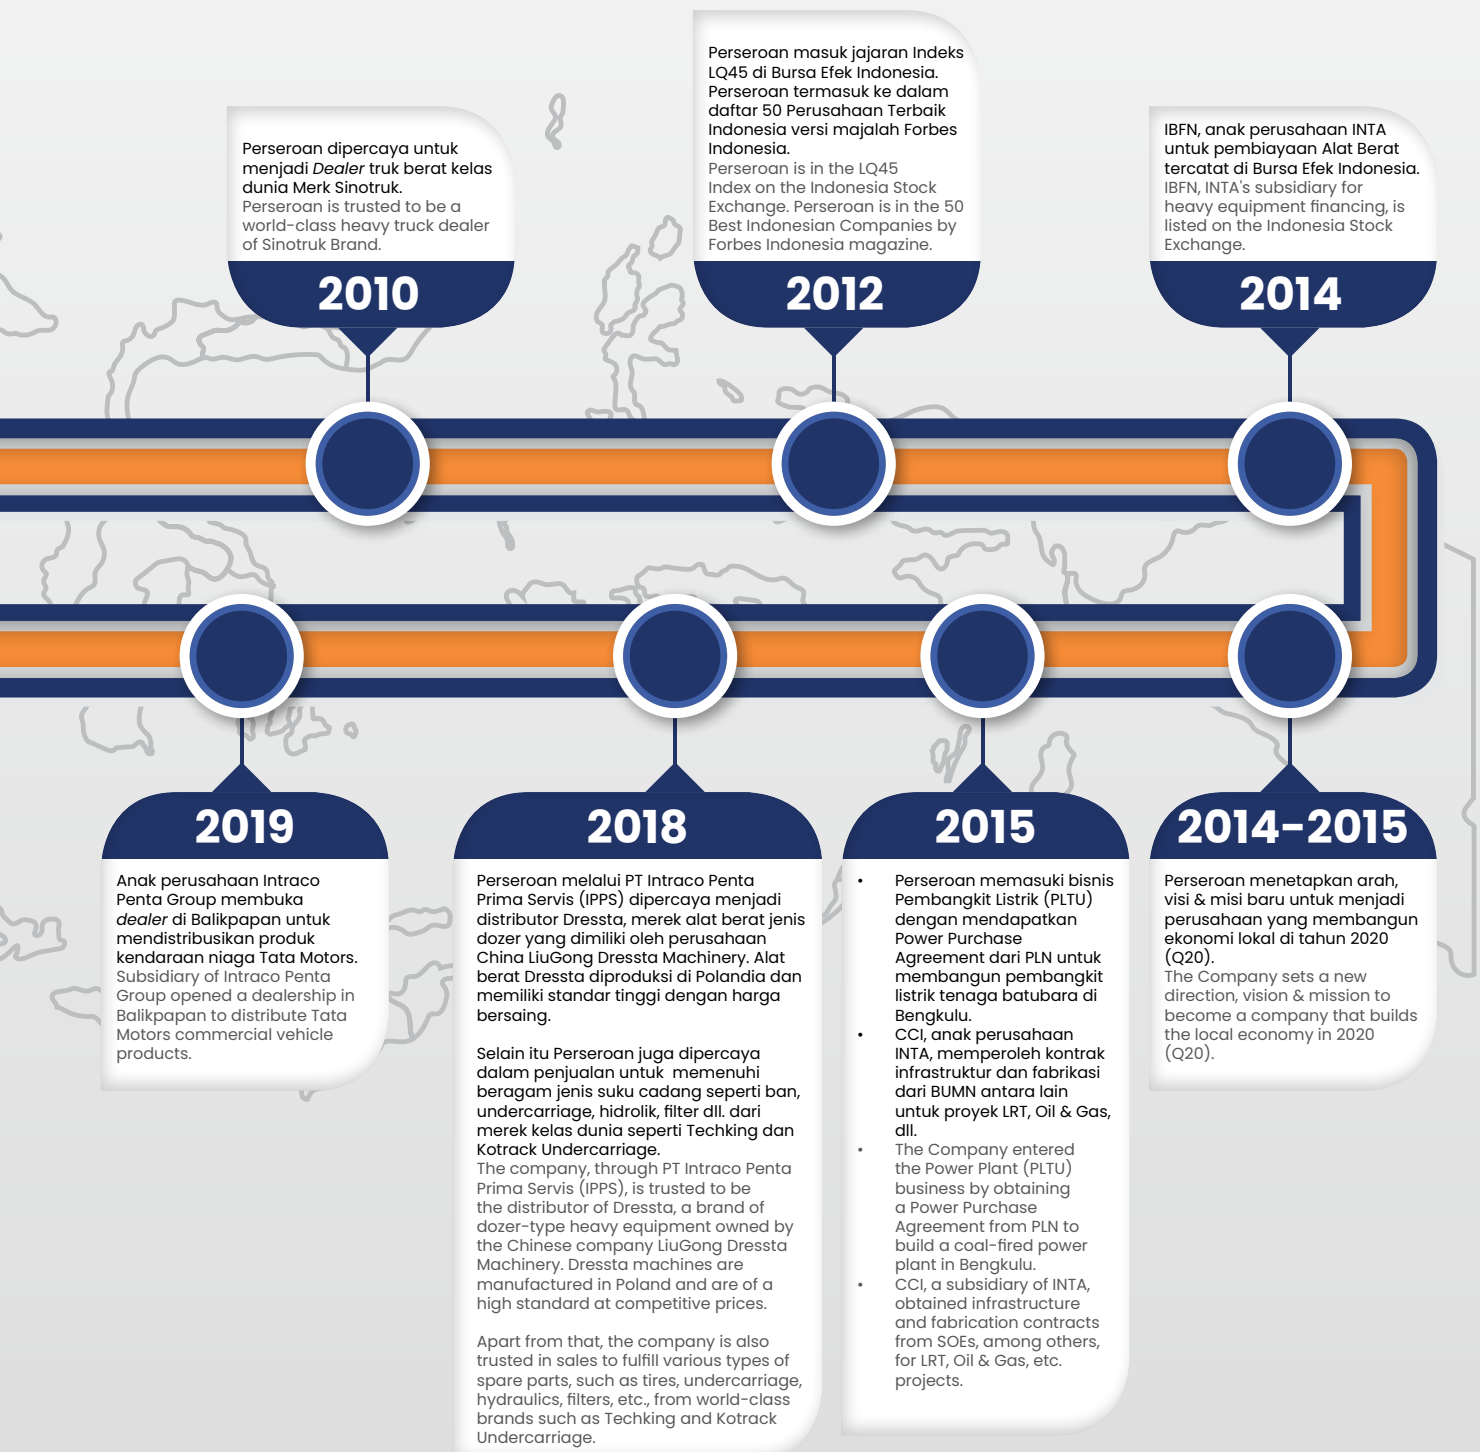 Perseroan dipercaya untuk
menjadi Dealer truk berat kelas
dunia Merk Sinotruk.
Perseroan is trusted to be a
world-class heavy truck dealer
of Sinotruk Brand.
2010
Perseroan masuk jajaran Indeks
LQ45 di Bursa Efek Indonesia.
Perseroan termasuk ke dalam
daftar 50 Perusahaan Terbaik
Indonesia versi majalah Forbes
Indonesia.
Perseroan is in the LQ45
Index on the Indonesia Stock
Exchange. Perseroan is in the 50
Best Indonesian Companies by
Forbes Indonesia magazine.
2012
IBFN, anak perusahaan INTA
untuk pembiayaan Alat Berat
tercatat di Bursa Efek Indonesia.
IBFN, INTA's subsidiary for
heavy equipment financing, is
listed on the Indonesia Stock
Exchange.
2014
2019
Anak perusahaan Intraco
Penta Group membuka
dealer di Balikpapan untuk
mendistribusikan produk
kendaraan niaga Tata Motors.
Subsidiary of Intraco Penta
Group opened a dealership in
Balikpapan to distribute Tata
Motors commercial vehicle
products.
2018
Perseroan melalui PT Intraco Penta
Prima Servis (IPPS) dipercaya menjadi
distributor Dressta, merek alat berat jenis
dozer yang dimiliki oleh perusahaan
China LiuGong Dressta Machinery. Alat
berat Dressta diproduksi di Polandia dan
memiliki standar tinggi dengan harga
bersaing.
Selain itu Perseroan juga dipercaya
dalam penjualan untuk memenuhi
beragam jenis suku cadang seperti ban,
undercarriage, hidrolik, filter dll. dari
merek kelas dunia seperti Techking dan
Kotrack Undercarriage.
The company, through PT Intraco Penta
Prima Servis (IPPS), is trusted to be
the distributor of Dressta, a brand of
dozer-type heavy equipment owned by
the Chinese company LiuGong Dressta
Machinery. Dressta machines are
manufactured in Poland and are of a
high standard at competitive prices.
Apart from that, the company is also
trusted in sales to fulfill various types of
spare parts, such as tires, undercarriage,
hydraulics, filters, etc., from world-class
brands such as Techking and Kotrack
Undercarriage.
2015
• Perseroan memasuki bisnis
Pembangkit Listrik (PLTU)
dengan mendapatkan
Power Purchase
Agreement dari PLN untuk
membangun pembangkit
listrik tenaga batubara di
Bengkulu.
• CCI, anak perusahaan
INTA, memperoleh kontrak
infrastruktur dan fabrikasi
dari BUMN antara lain
untuk proyek LRT, Oil & Gas,
dll.
• The Company entered
the Power Plant (PLTU)
business by obtaining
a Power Purchase
Agreement from PLN to
build a coal-fired power
plant in Bengkulu.
• CCI, a subsidiary of INTA,
obtained infrastructure
and fabrication contracts
from SOEs, among others,
for LRT, Oil & Gas, etc.
projects.
2014-2015
Perseroan menetapkan arah,
visi & misi baru untuk menjadi
perusahaan yang membangun
ekonomi lokal di tahun 2020
(Q20).
The Company sets a new
direction, vision & mission to
become a company that builds
the local economy in 2020
(Q20).